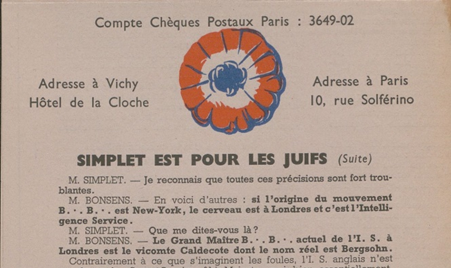 Compte Chèques Postaux Paris : 3649-02
Adresse à Vichy
Hôtel de la Cloche
Adresse à Paris
10, rue Solférino
SIMPLET EST POUR LES JUIFS (Suite)
M. SIMPLET. — Je reconnais que toutes ces précisions sont fort trou-
blantes.
M. BONSENS. — En voici d'autres : si l'origine du mouvement
B.·.B.·. est New-York, le cerveau est à Londres et c'est l'Intelli-
gence Service.
M. SIMPLET. — Que me dites-vous là ?
M. BONSENS. — Le Grand Maître B.·.B.·. actuel de l'I. S. à
Londres est le vicomte Caldecote dont le nom réel est Bergsohn.
Contrairement à ce que s'imaginent les foules, l'I. S. anglais n'est